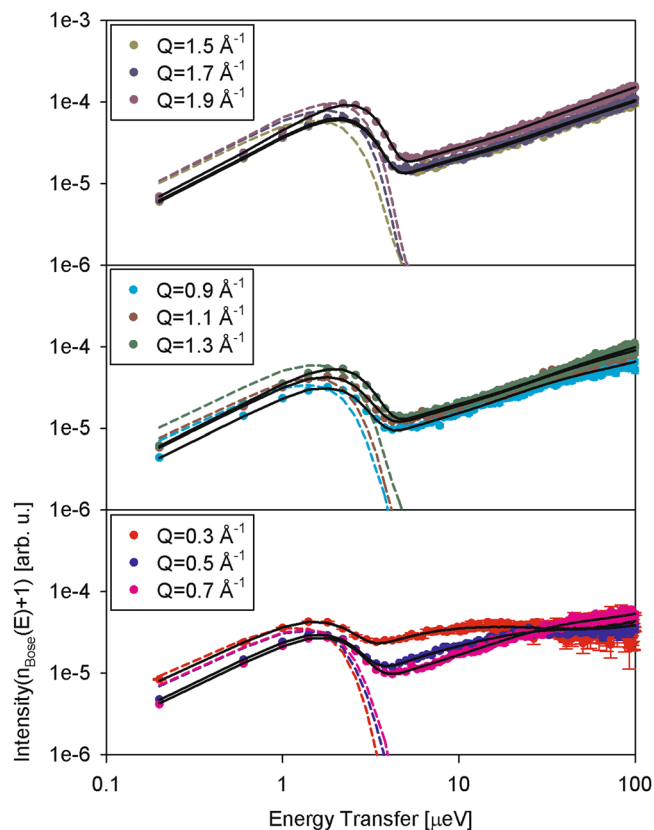 1e-3
Q=1.5 Å⁻¹
Q=1.7 Å⁻¹
Q=1.9 Å⁻¹
1e-4
1e-5
1e-6
Q=0.9 Å⁻¹
Q=1.1 Å⁻¹
Q=1.3 Å⁻¹
1e-4
1e-5
1e-6
Q=0.3 Å⁻¹
Q=0.5 Å⁻¹
Q=0.7 Å⁻¹
1e-4
1e-5
1e-6
Intensity(n_Bose(E)+1) [arb. u.]
0.1 1 10 100
Energy Transfer [µeV]